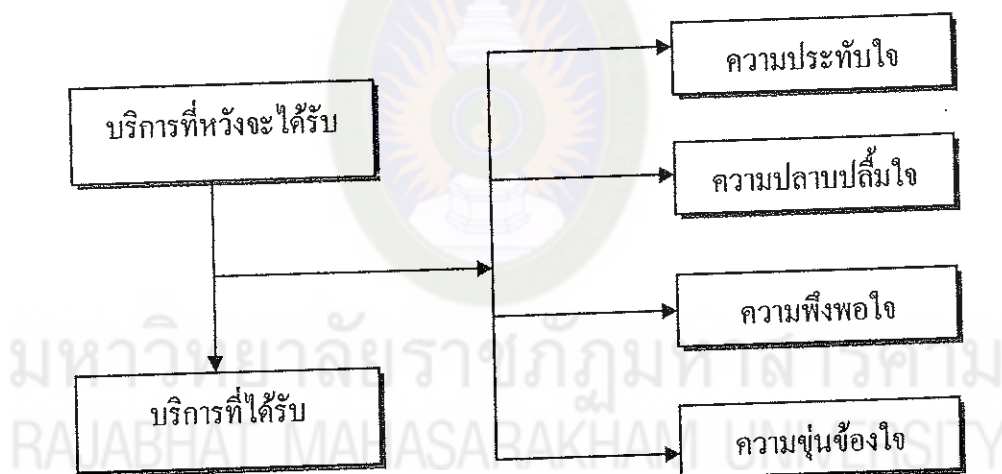 ความประทับใจ
บริการที่หวังจะได้รับ
ความปลาบปลื้มใจ
ความพึงพอใจ
มหาวิทยาลัยราชภัฏมหาสารคาม
บริการที่ได้รับ
ความขุ่นข้องใจ
RAJABHAT MAHASARAKHAM UNIVERSITY